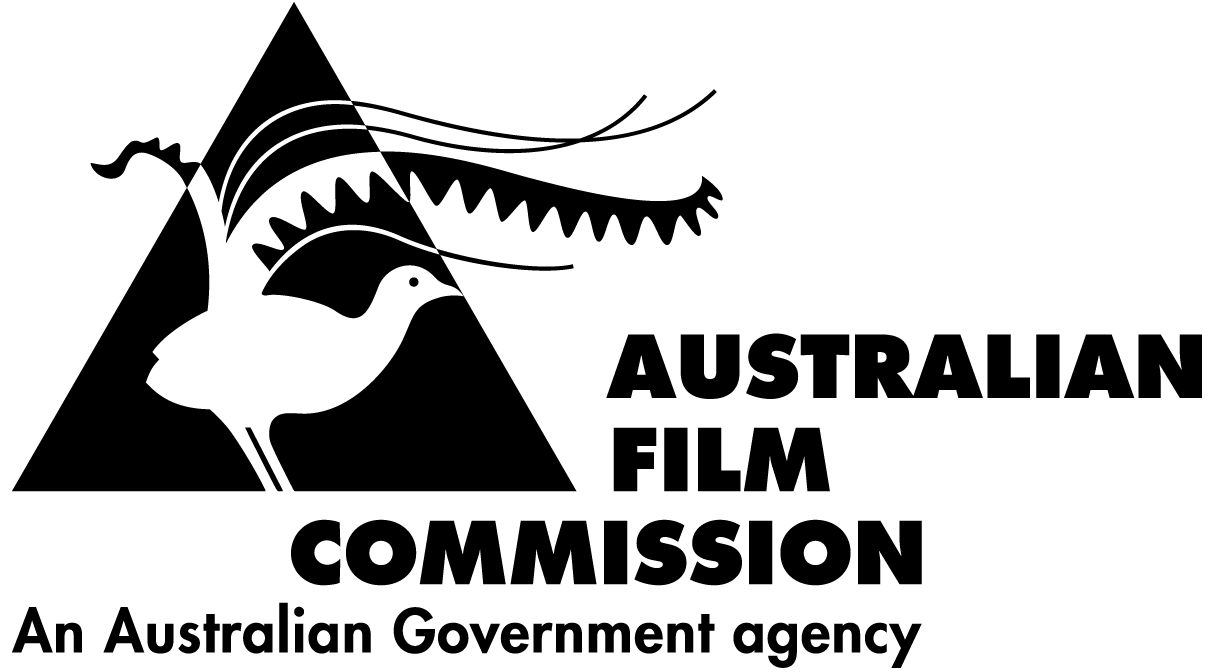 AUSTRALIAN
FILM
COMMISSION
An Australian Government agency